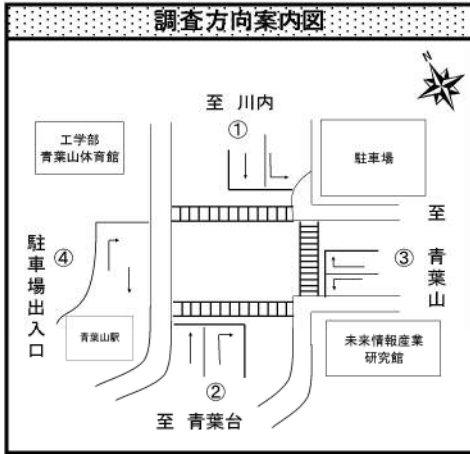 調査方向案内図
N
至 川内
①
工学部
青葉山体育館
駐車場
至 青葉山
③
駐車場出入口
④
青葉山駅
未来情報産業
研究館
②
至 青葉台